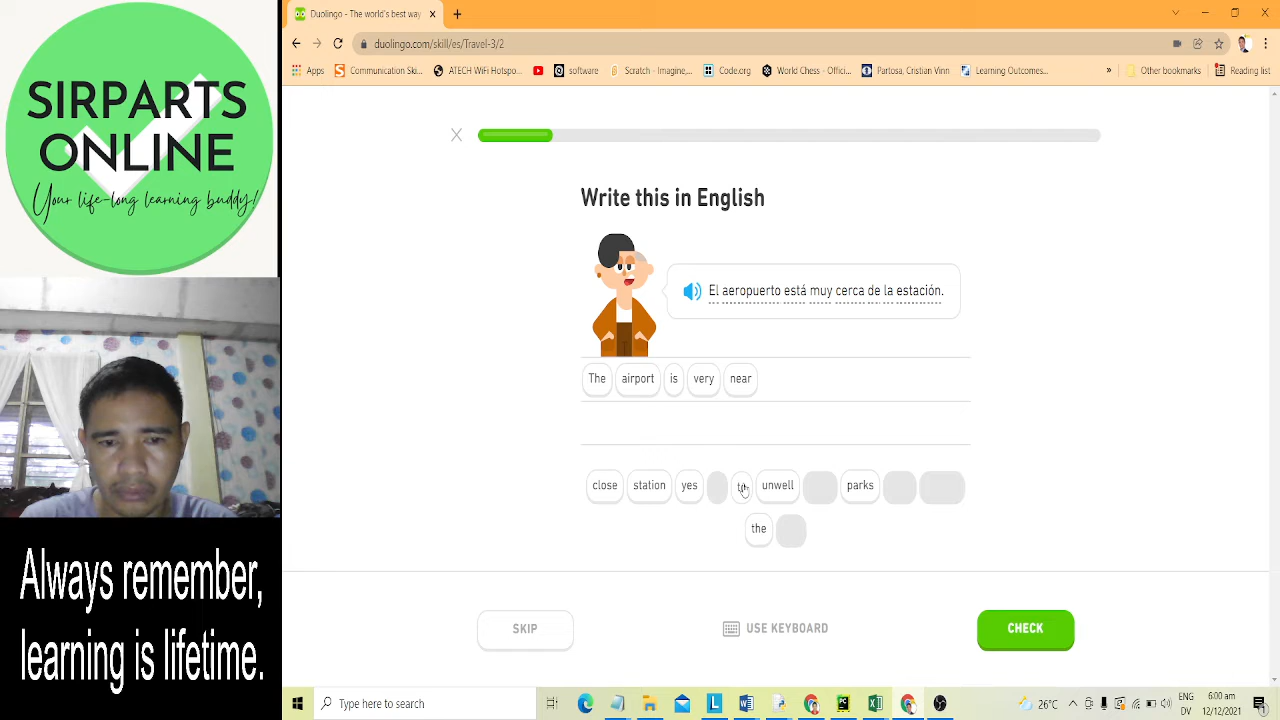 SIRPARTS
ONLINE
Your life-long learning buddy!
Always remember,
learning is lifetime.
Duolingo - The world's best way
duolingo.com/skill/es/Travel-3/2
Apps
Communication Ski...
ATECH WiFi Hotspo...
software
Scratch - Imagine,...
Coding
World Chess - Offici...
Partosa Cardian Vinn
Learning Outcomes...
»
Other bookmarks
Reading list
X
Write this in English
El aeropuerto está muy cerca de la estación.
The airport is very near
close station yes to unwell parks
the
SKIP
USE KEYBOARD
CHECK
Type here to search
26°C
ENG
DV
6:00 am
12/12/2021